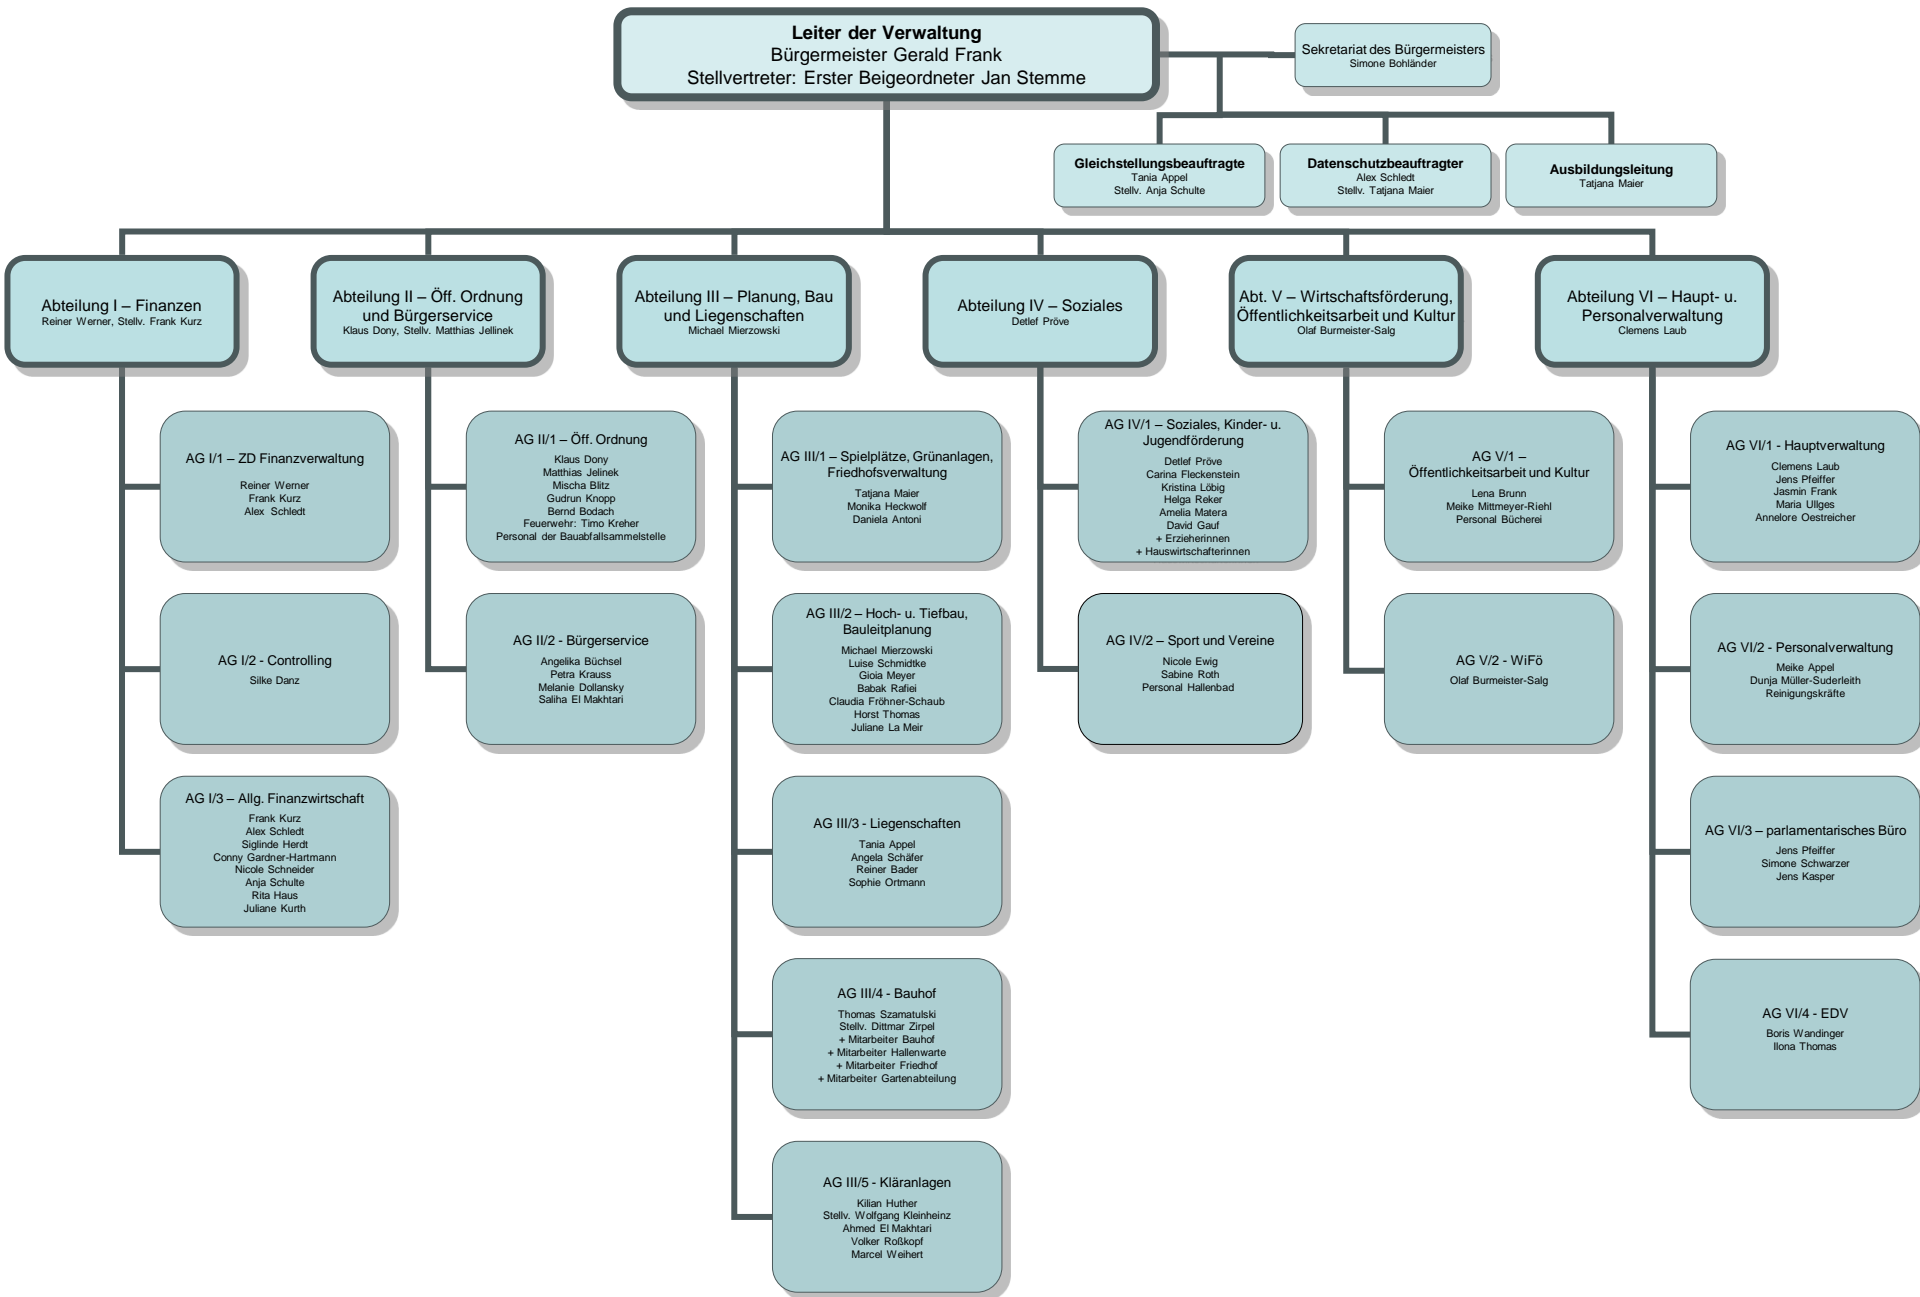 Leiter der Verwaltung
Bürgermeister Gerald Frank
Stellvertreter: Erster Beigeordneter Jan Stemme
Sekretariat des Bürgermeisters
Simone Bohländer
Gleichstellungsbeauftragte
Tania Appel
Stellv. Anja Schulte
Datenschutzbeauftragter
Alex Schledt
Stellv. Tatjana Maier
Ausbildungsleitung
Tatjana Maier
Abteilung I – Finanzen
Reiner Werner, Stellv. Frank Kurz
Abteilung II – Öff. Ordnung
und Bürgerservice
Klaus Dony, Stellv. Matthias Jellinek
Abteilung III – Planung, Bau
und Liegenschaften
Michael Mierzowski
Abteilung IV – Soziales
Detlef Pröve
Abt. V – Wirtschaftsförderung,
Öffentlichkeitsarbeit und Kultur
Olaf Burmeister-Salg
Abteilung VI – Haupt- u.
Personalverwaltung
Clemens Laub
AG I/1 – ZD Finanzverwaltung
Reiner Werner
Frank Kurz
Alex Schledt
AG I/2 - Controlling
Silke Danz
AG I/3 – Allg. Finanzwirtschaft
Frank Kurz
Alex Schledt
Siglinde Herdt
Conny Gardner-Hartmann
Nicole Schneider
Anja Schulte
Rita Haus
Juliane Kurth
AG II/1 – Öff. Ordnung
Klaus Dony
Matthias Jelinek
Mischa Blitz
Gudrun Knopp
Bernd Bodach
Feuerwehr: Timo Kreher
Personal der Bauabfallsammelstelle
AG II/2 - Bürgerservice
Angelika Büchsel
Petra Krauss
Melanie Dollansky
Saliha El Makhtari
AG III/1 – Spielplätze, Grünanlagen,
Friedhofsverwaltung
Tatjana Maier
Monika Heckwolf
Daniela Antoni
AG III/2 – Hoch- u. Tiefbau,
Bauleitplanung
Michael Mierzowski
Luise Schmidtke
Gioia Meyer
Babak Rafiei
Claudia Fröhner-Schaub
Horst Thomas
Juliane La Meir
AG III/3 - Liegenschaften
Tania Appel
Angela Schäfer
Reiner Bader
Sophie Ortmann
AG III/4 - Bauhof
Thomas Szamatulski
Stellv. Dittmar Zirpel
+ Mitarbeiter Bauhof
+ Mitarbeiter Hallenwarte
+ Mitarbeiter Friedhof
+ Mitarbeiter Gartenabteilung
AG III/5 - Kläranlagen
Kilian Huther
Stellv. Wolfgang Kleinheinz
Ahmed El Makhtari
Volker Roßkopf
Marcel Weihert
AG IV/1 – Soziales, Kinder- u.
Jugendförderung
Detlef Pröve
Carina Fleckenstein
Kristina Löbig
Helga Reker
Amelia Matera
David Gauf
+ Erzieherinnen
+ Hauswirtschafterinnen
AG IV/2 – Sport und Vereine
Nicole Ewig
Sabine Roth
Personal Hallenbad
AG V/1 –
Öffentlichkeitsarbeit und Kultur
Lena Brunn
Meike Mittmeyer-Riehl
Personal Bücherei
AG V/2 - WiFö
Olaf Burmeister-Salg
AG VI/1 - Hauptverwaltung
Clemens Laub
Jens Pfeiffer
Jasmin Frank
Maria Ullges
Annelore Oestreicher
AG VI/2 - Personalverwaltung
Meike Appel
Dunja Müller-Suderleith
Reinigungskräfte
AG VI/3 – parlamentarisches Büro
Jens Pfeiffer
Simone Schwarzer
Jens Kasper
AG VI/4 - EDV
Boris Wandinger
Ilona Thomas